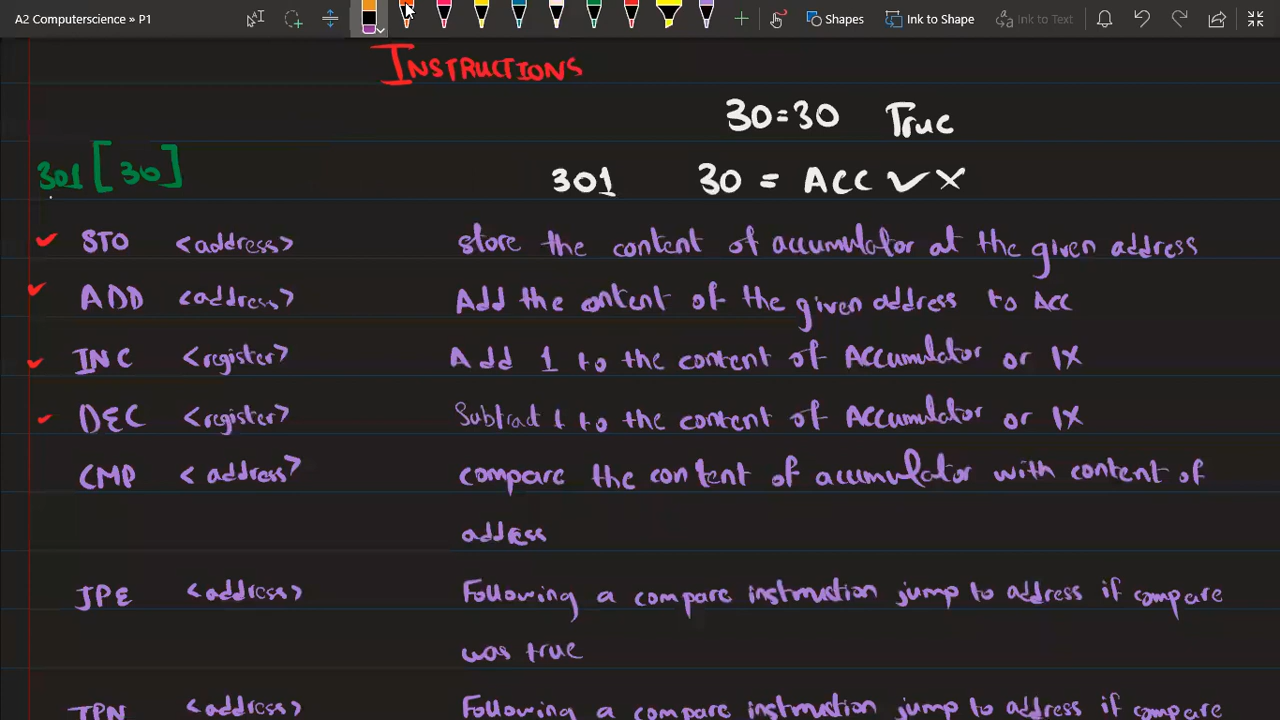 A2 Computerscience » P1
Shapes
Ink to Shape
Ink to Text
INSTRUCTIONS
30=30 True
301 [30]
301 30 = ACC ✓ X
✓ STO <address> store the content of accumulator at the given address
✓ ADD <address> Add the content of the given address to Acc
✓ INC <register> Add 1 to the content of Accumulator or IX
✓ DEC <register> Subtract 1 to the content of Accumulator or IX
CMP <address> compare the content of accumulator with content of
address
JPE <address> Following a compare instruction jump to address if compare
was true
JPN <address> Following a compare instruction jump to address if compare